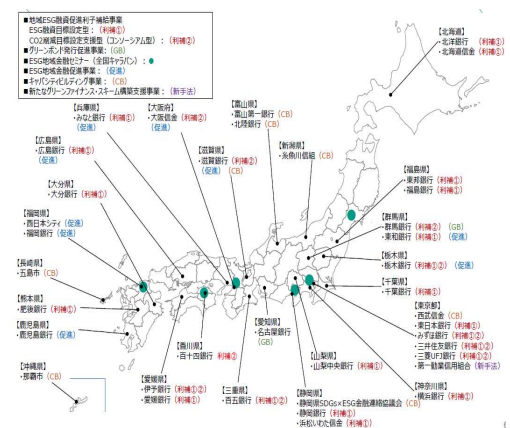 ■地域ESG融資促進利子補給事業
ESG融資目標設定型：（利補①）
CO2削減目標設定支援型（コンソーシアム型）：（利補②）
■グリーンボンド発行促進事業：（GB）
■ESG地域金融セミナー（全国キャラバン）：●
■ESG地域金融促進事業：（促進）
■キャパシティビルディング事業：（CB）
■新たなグリーンファイナンス・スキーム構築支援事業：（新手法）
【北海道】
・北洋銀行（利補①）
・北海道信金（利補①）
【兵庫県】
・みなと銀行（利補①）
（促進）
【大阪府】
・大阪信金（利補②）
（促進）
【富山県】
・富山第一銀行（CB）
・北陸銀行（CB）
【広島県】
・広島銀行（利補①）
（促進）
【滋賀県】
・滋賀銀行（利補②）
（促進）（CB）
【新潟県】
・糸魚川信組（CB）
【福島県】
・東邦銀行（利補①）
・福島銀行（利補①）
【大分県】
・大分銀行（利補①）
【福岡県】
・西日本シティ（促進）
・福岡銀行（促進）
【群馬県】
・群馬銀行（利補②）（GB）
・東和銀行（利補①）（促進）
【栃木県】
・栃木銀行（利補①②）（促進）
【長崎県】
・五島市（CB）
【千葉県】
・千葉銀行（利補①）
【熊本県】
・肥後銀行（利補①）
【東京都】
・西武信金（CB）
・東日本銀行（利補①）
・みずほ銀行（利補①②）
・三井住友銀行（利補①②）
・三菱UFJ銀行（利補①②）
・第一勧業信用組合（新手法）
【鹿児島県】
・鹿児島銀行（促進）
【愛知県】
・名古屋銀行
（GB）
【香川県】
・百十四銀行 利補②
【山梨県】
・山梨中央銀行（利補①）
【沖縄県】
・那覇市（CB）
【愛媛県】
・伊予銀行（利補①②）
・愛媛銀行（利補①）
【三重県】
・百五銀行（利補①②）
【静岡県】
・静岡県SDGs×ESG金融連絡協議会（CB）
・静岡銀行（利補①）
・浜松いわた信金（利補①）
【神奈川県】
・横浜銀行（利補①）
6